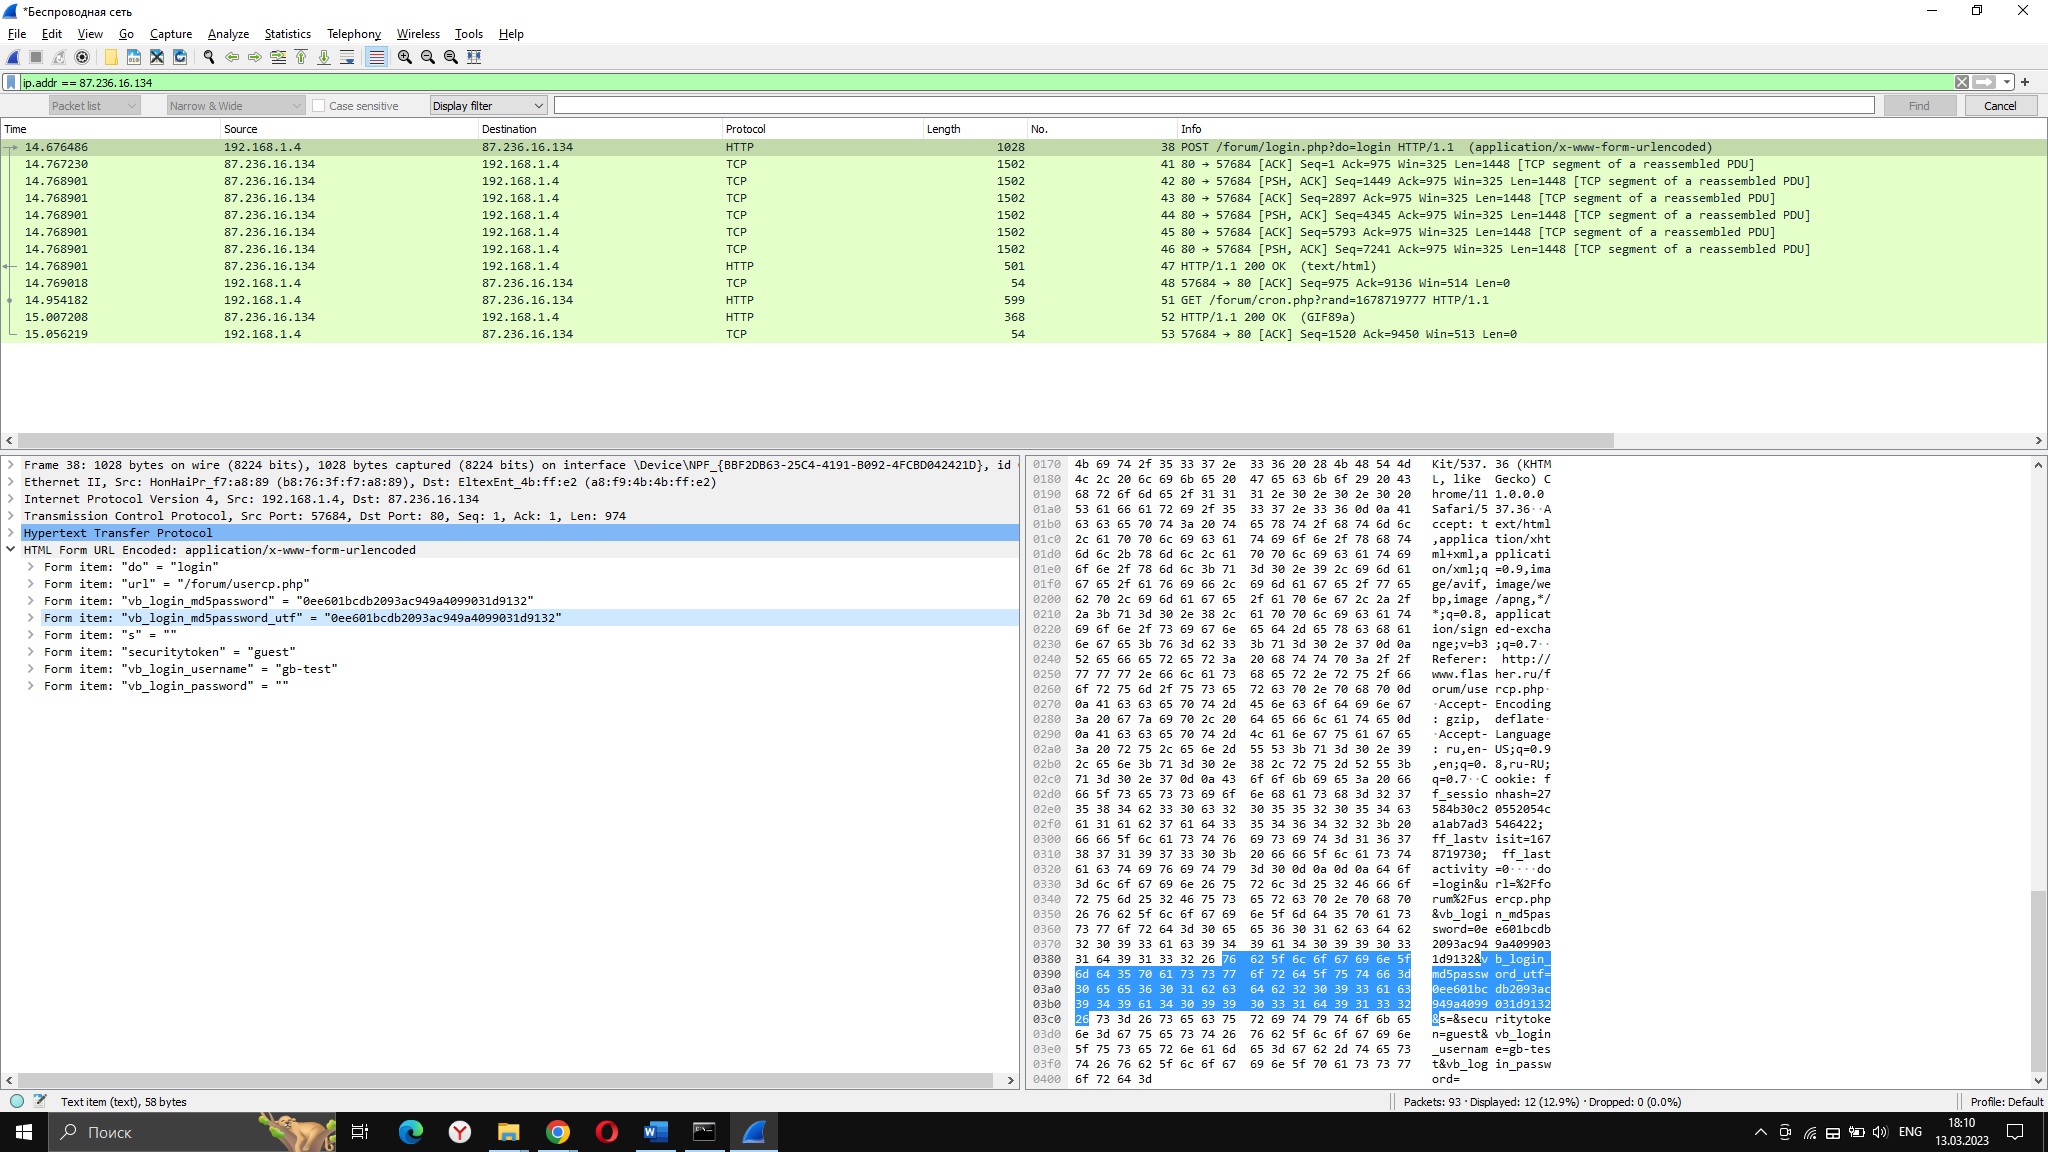 *Беспроводная сеть
File Edit View Go Capture Analyze Statistics Telephony Wireless Tools Help
ip.addr == 87.236.16.134
Packet list Narrow & Wide Case sensitive Display filter Find Cancel
Time Source Destination Protocol Length No. Info
14.676486 192.168.1.4 87.236.16.134 HTTP 1028 38 POST /forum/login.php?do=login HTTP/1.1 (application/x-www-form-urlencoded)
14.767230 87.236.16.134 192.168.1.4 TCP 1502 41 80 → 57684 [ACK] Seq=1 Ack=975 Win=325 Len=1448 [TCP segment of a reassembled PDU]
14.768901 87.236.16.134 192.168.1.4 TCP 1502 42 80 → 57684 [PSH, ACK] Seq=1449 Ack=975 Win=325 Len=1448 [TCP segment of a reassembled PDU]
14.768901 87.236.16.134 192.168.1.4 TCP 1502 43 80 → 57684 [ACK] Seq=2897 Ack=975 Win=325 Len=1448 [TCP segment of a reassembled PDU]
14.768901 87.236.16.134 192.168.1.4 TCP 1502 44 80 → 57684 [PSH, ACK] Seq=4345 Ack=975 Win=325 Len=1448 [TCP segment of a reassembled PDU]
14.768901 87.236.16.134 192.168.1.4 TCP 1502 45 80 → 57684 [ACK] Seq=5793 Ack=975 Win=325 Len=1448 [TCP segment of a reassembled PDU]
14.768901 87.236.16.134 192.168.1.4 TCP 1502 46 80 → 57684 [PSH, ACK] Seq=7241 Ack=975 Win=325 Len=1448 [TCP segment of a reassembled PDU]
14.768901 87.236.16.134 192.168.1.4 HTTP 501 47 HTTP/1.1 200 OK (text/html)
14.769018 192.168.1.4 87.236.16.134 TCP 54 48 57684 → 80 [ACK] Seq=975 Ack=9136 Win=514 Len=0
14.954182 192.168.1.4 87.236.16.134 HTTP 599 51 GET /forum/cron.php?rand=1678719777 HTTP/1.1
15.007208 87.236.16.134 192.168.1.4 HTTP 368 52 HTTP/1.1 200 OK (GIF89a)
15.056219 192.168.1.4 87.236.16.134 TCP 54 53 57684 → 80 [ACK] Seq=1520 Ack=9450 Win=513 Len=0
Frame 38: 1028 bytes on wire (8224 bits), 1028 bytes captured (8224 bits) on interface \Device\NPF_{BBF2DB63-25C4-4191-B092-4FCBD042421D}, id
Ethernet II, Src: HonHaiPr_f7:a8:89 (b8:76:3f:f7:a8:89), Dst: EltexEnt_4b:ff:e2 (a8:f9:4b:4b:ff:e2)
Internet Protocol Version 4, Src: 192.168.1.4, Dst: 87.236.16.134
Transmission Control Protocol, Src Port: 57684, Dst Port: 80, Seq: 1, Ack: 1, Len: 974
Hypertext Transfer Protocol
HTML Form URL Encoded: application/x-www-form-urlencoded
Form item: "do" = "login"
Form item: "url" = "/forum/usercp.php"
Form item: "vb_login_md5password" = "0ee601bcdb2093ac949a4099031d9132"
Form item: "vb_login_md5password_utf" = "0ee601bcdb2093ac949a4099031d9132"
Form item: "s" = ""
Form item: "securitytoken" = "guest"
Form item: "vb_login_username" = "gb-test"
Form item: "vb_login_password" = ""
0170 4b 69 74 2f 35 33 37 2e 33 36 20 28 4b 48 54 4d Kit/537. 36 (KHTM
0180 4c 2c 20 6c 69 6b 65 20 47 65 63 6b 6f 29 20 43 L, like Gecko) C
0190 68 72 6f 6d 65 2f 31 31 31 2e 30 2e 30 2e 30 20 hrome/11 1.0.0.0
01a0 53 61 66 61 72 69 2f 35 33 37 2e 33 36 0d 0a 41 Safari/5 37.36··A
01b0 63 63 65 70 74 3a 20 74 65 78 74 2f 68 74 6d 6c ccept: t ext/html
01c0 2c 61 70 70 6c 69 63 61 74 69 6f 6e 2f 78 68 74 ,applica tion/xht
01d0 6d 6c 2b 78 6d 6c 2c 61 70 70 6c 69 63 61 74 69 ml+xml,a pplicati
01e0 6f 6e 2f 78 6d 6c 3b 71 3d 30 2e 39 2c 69 6d 61 on/xml;q =0.9,ima
01f0 67 65 2f 61 76 69 66 2c 69 6d 61 67 65 2f 77 65 ge/avif, image/we
0200 62 70 2c 69 6d 61 67 65 2f 61 70 6e 67 2c 2a 2f bp,image /apng,*/
0210 2a 3b 71 3d 30 2e 38 2c 61 70 70 6c 69 63 61 74 *;q=0.8, applicat
0220 69 6f 6e 2f 73 69 67 6e 65 64 2d 65 78 63 68 61 ion/sign ed-excha
0230 6e 67 65 3b 76 3d 62 33 3b 71 3d 30 2e 37 0d 0a nge;v=b3 ;q=0.7··
0240 52 65 66 65 72 65 72 3a 20 68 74 74 70 3a 2f 2f Referer: http://
0250 77 77 77 2e 66 6c 61 73 68 65 72 2e 72 75 2f 66 www.flas her.ru/f
0260 6f 72 75 6d 2f 75 73 65 72 63 70 2e 70 68 70 0d orum/use rcp.php·
0270 0a 41 63 63 65 70 74 2d 45 6e 63 6f 64 69 6e 67 ·Accept- Encoding
0280 3a 20 67 7a 69 70 2c 20 64 65 66 6c 61 74 65 0d : gzip, deflate·
0290 0a 41 63 63 65 70 74 2d 4c 61 6e 67 75 61 67 65 ·Accept- Language
02a0 3a 20 72 75 2c 65 6e 2d 55 53 3b 71 3d 30 2e 39 : ru,en- US;q=0.9
02b0 2c 65 6e 3b 71 3d 30 2e 38 2c 72 75 2d 52 55 3b ,en;q=0. 8,ru-RU;
02c0 71 3d 30 2e 37 0d 0a 43 6f 6f 6b 69 65 3a 20 66 q=0.7··C ookie: f
02d0 66 5f 73 65 73 73 69 6f 6e 68 61 73 68 3d 32 37 f_sessio nhash=27
02e0 35 38 34 62 33 30 63 32 30 35 35 32 30 35 34 63 584b30c2 0552054c
02f0 61 31 61 62 37 61 64 33 35 34 36 34 32 32 3b 20 a1ab7ad3 546422;
0300 66 66 5f 6c 61 73 74 76 69 73 69 74 3d 31 36 37 ff_lastv isit=167
0310 38 37 31 39 37 33 30 3b 20 66 66 5f 6c 61 73 74 8719730; ff_last
0320 61 63 74 69 76 69 74 79 3d 30 0d 0a 0d 0a 64 6f activity =0····do
0330 3d 6c 6f 67 69 6e 26 75 72 6c 3d 25 32 46 66 6f =login&u rl=%2Ffo
0340 72 75 6d 25 32 46 75 73 65 72 63 70 2e 70 68 70 rum%2Fus ercp.php
0350 26 76 62 5f 6c 6f 67 69 6e 5f 6d 64 35 70 61 73 &vb_logi n_md5pas
0360 73 77 6f 72 64 3d 30 65 65 36 30 31 62 63 64 62 sword=0e e601bcdb
0370 32 30 39 33 61 63 39 34 39 61 34 30 39 39 30 33 2093ac94 9a409903
0380 31 64 39 31 33 32 26 76 62 5f 6c 6f 67 69 6e 5f 1d9132&v b_login_
0390 6d 64 35 70 61 73 73 77 6f 72 64 5f 75 74 66 3d md5passw ord_utf=
03a0 30 65 65 36 30 31 62 63 64 62 32 30 39 33 61 63 0ee601bc db2093ac
03b0 39 34 39 61 34 30 39 39 30 33 31 64 39 31 33 32 949a4099 031d9132
03c0 26 73 3d 26 73 65 63 75 72 69 74 79 74 6f 6b 65 &s=&secu ritytoke
03d0 6e 3d 67 75 65 73 74 26 76 62 5f 6c 6f 67 69 6e n=guest& vb_login
03e0 5f 75 73 65 72 6e 61 6d 65 3d 67 62 2d 74 65 73 _usernam e=gb-tes
03f0 74 26 76 62 5f 6c 6f 67 69 6e 5f 70 61 73 73 77 t&vb_log in_passw
0400 6f 72 64 3d ord=
Text item (text), 58 bytes Packets: 93 · Displayed: 12 (12.9%) · Dropped: 0 (0.0%) Profile: Default
Поиск ENG 18:10
13.03.2023